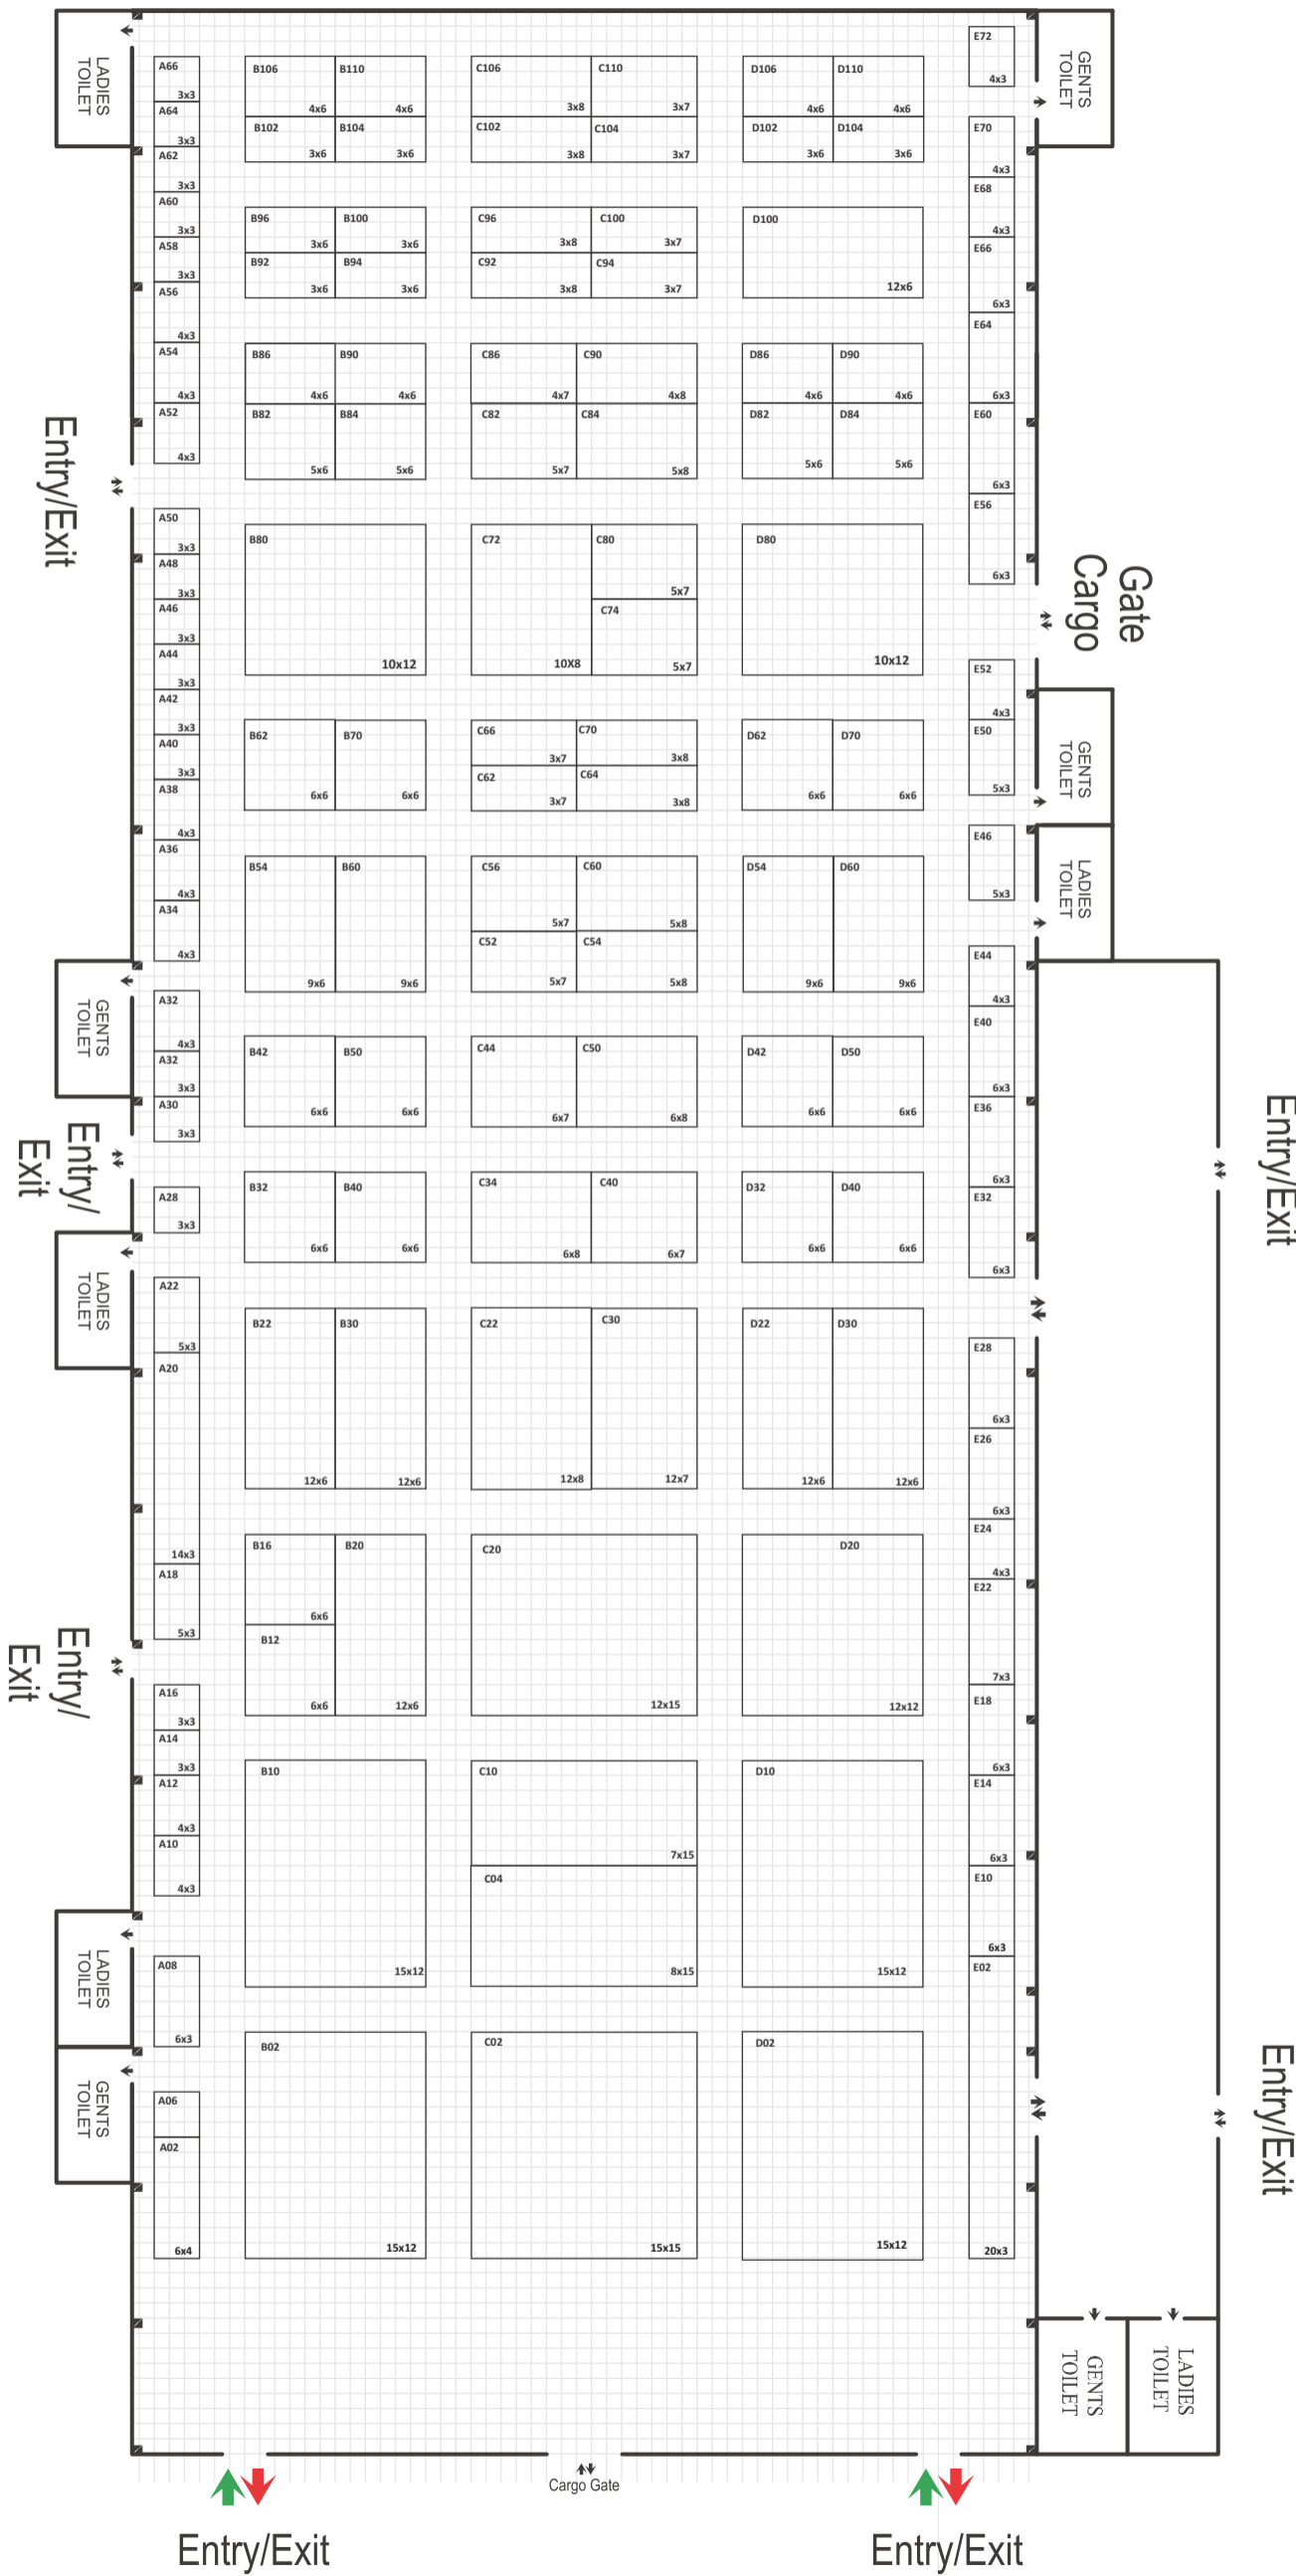 LADIES
TOILET
GENTS
TOILET
E72
4x3
A66
3x3
B106
4x6
B110
4x6
C106
3x8
C110
3x7
D106
4x6
D110
4x6
A64
3x3
B102
3x6
B104
3x6
C102
3x8
C104
3x7
D102
3x6
D104
3x6
E70
4x3
A62
3x3
E68
4x3
A60
3x3
B96
3x6
B100
3x6
C96
3x8
C100
3x7
D100
12x6
A58
3x3
B92
3x6
B94
3x6
C92
3x8
C94
3x7
E66
6x3
A56
4x3
E64
6x3
A54
4x3
B86
4x6
B90
4x6
C86
4x7
C90
4x8
D86
4x6
D90
4x6
A52
4x3
B82
5x6
B84
5x6
C82
5x7
C84
5x8
D82
5x6
D84
5x6
E60
6x3
Entry/Exit
E56
6x3
A50
3x3
B80
10x12
C72
10X8
C80
5x7
D80
10x12
A48
3x3
Gate
Cargo
A46
3x3
C74
5x7
A44
3x3
E52
4x3
A42
3x3
B62
6x6
B70
6x6
C66
3x7
C70
3x8
D62
6x6
D70
6x6
E50
5x3
GENTS
TOILET
A40
3x3
C62
3x7
C64
3x8
A38
4x3
E46
5x3
LADIES
TOILET
A36
4x3
B54
9x6
B60
9x6
C56
5x7
C60
5x8
D54
9x6
D60
9x6
A34
4x3
C52
5x7
C54
5x8
E44
4x3
GENTS
TOILET
A32
4x3
E40
6x3
A32
3x3
B42
6x6
B50
6x6
C44
6x7
C50
6x8
D42
6x6
D50
6x6
A30
3x3
E36
6x3
Entry/
Exit
Entry/Exit
A28
3x3
B32
6x6
B40
6x6
C34
6x8
C40
6x7
D32
6x6
D40
6x6
E32
6x3
LADIES
TOILET
A22
5x3
B22
12x6
B30
12x6
C22
12x8
C30
12x7
D22
12x6
D30
12x6
E28
6x3
A20
14x3
E26
6x3
E24
4x3
B16
6x6
B20
12x6
C20
12x15
D20
12x12
A18
5x3
E22
7x3
B12
6x6
Entry/
Exit
A16
3x3
E18
6x3
A14
3x3
B10
15x12
C10
7x15
D10
15x12
A12
4x3
E14
6x3
A10
4x3
C04
8x15
E10
6x3
LADIES
TOILET
A08
6x3
E02
20x3
B02
15x12
C02
15x15
D02
15x12
GENTS
TOILET
A06
A02
6x4
Entry/Exit
GENTS
TOILET
LADIES
TOILET
Cargo Gate
Entry/Exit
Entry/Exit